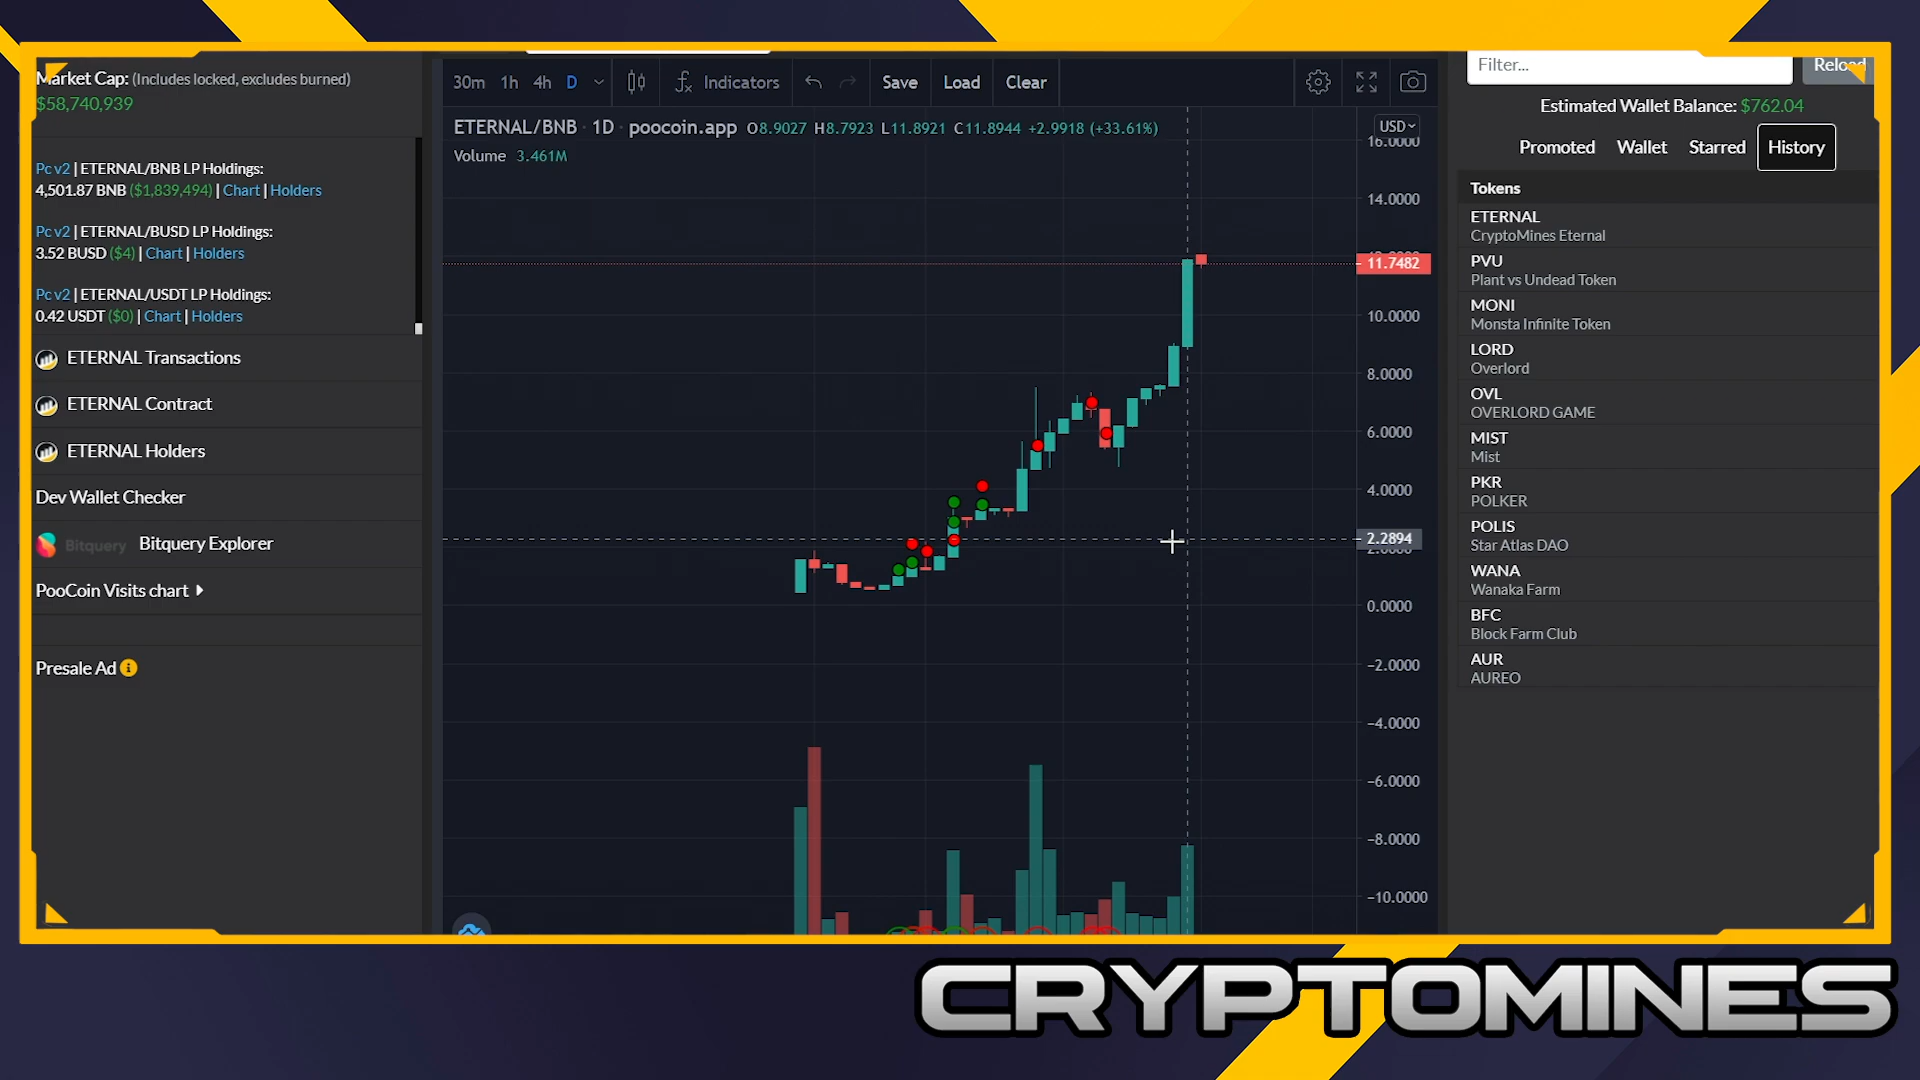 Market Cap: (Includes locked, excludes burned)
$58,740,939
Pc v2 | ETERNAL/BNB LP Holdings:
4,501.87 BNB ($1,839,494) | Chart | Holders
Pc v2 | ETERNAL/BUSD LP Holdings:
3.52 BUSD ($4) | Chart | Holders
Pc v2 | ETERNAL/USDT LP Holdings:
0.42 USDT ($0) | Chart | Holders
ETERNAL Transactions
ETERNAL Contract
ETERNAL Holders
Dev Wallet Checker
Bitquery Bitquery Explorer
PooCoin Visits chart
Presale Ad
30m 1h 4h D Indicators Save Load Clear
ETERNAL/BNB · 1D · poocoin.app O8.9027 H8.7923 L11.8921 C11.8944 +2.9918 (+33.61%)
Volume 3.461M
USD
16.0000
14.0000
11.7482
10.0000
8.0000
6.0000
4.0000
2.2894
0.0000
−2.0000
−4.0000
−6.0000
−8.0000
−10.0000
Filter...
Reload
Estimated Wallet Balance: $762.04
Promoted Wallet Starred History
Tokens
ETERNAL
CryptoMines Eternal
PVU
Plant vs Undead Token
MONI
Monsta Infinite Token
LORD
Overlord
OVL
OVERLORD GAME
MIST
Mist
PKR
POLKER
POLIS
Star Atlas DAO
WANA
Wanaka Farm
BFC
Block Farm Club
AUR
AUREO
CRYPTOMINES